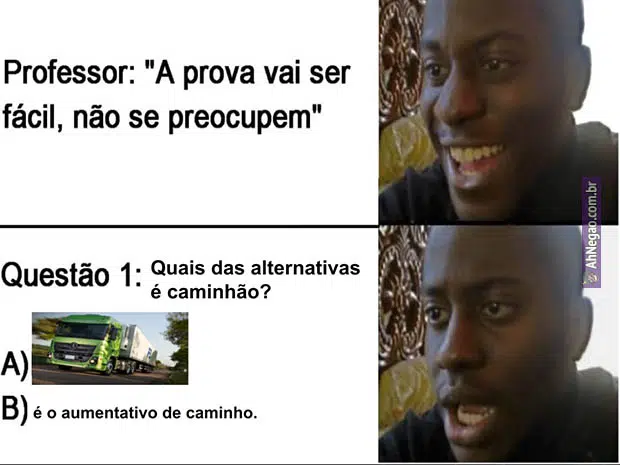 Professor: "A prova vai ser
fácil, não se preocupem"
AhNegao.com.br
Questão 1: Quais das alternativas
é caminhão?
A)
B) é o aumentativo de caminho.